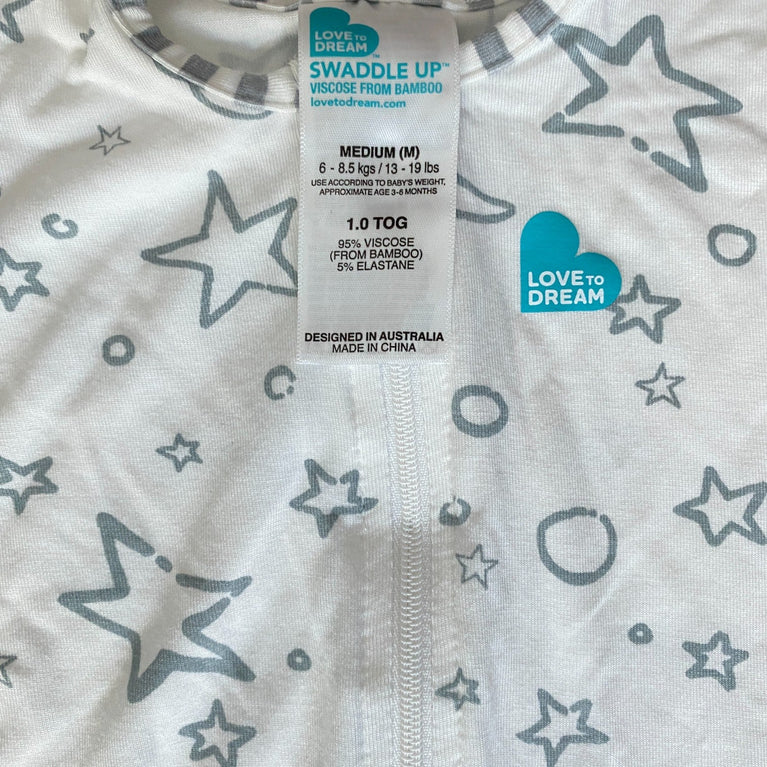 LOVE TO
DREAM™
SWADDLE UP™
VISCOSE FROM BAMBOO
lovetodream.com
MEDIUM (M)
6 - 8.5 kgs / 13 - 19 lbs
USE ACCORDING TO BABY'S WEIGHT,
APPROXIMATE AGE 3-6 MONTHS
1.0 TOG
95% VISCOSE
(FROM BAMBOO)
5% ELASTANE
DESIGNED IN AUSTRALIA
MADE IN CHINA
LOVE TO
DREAM